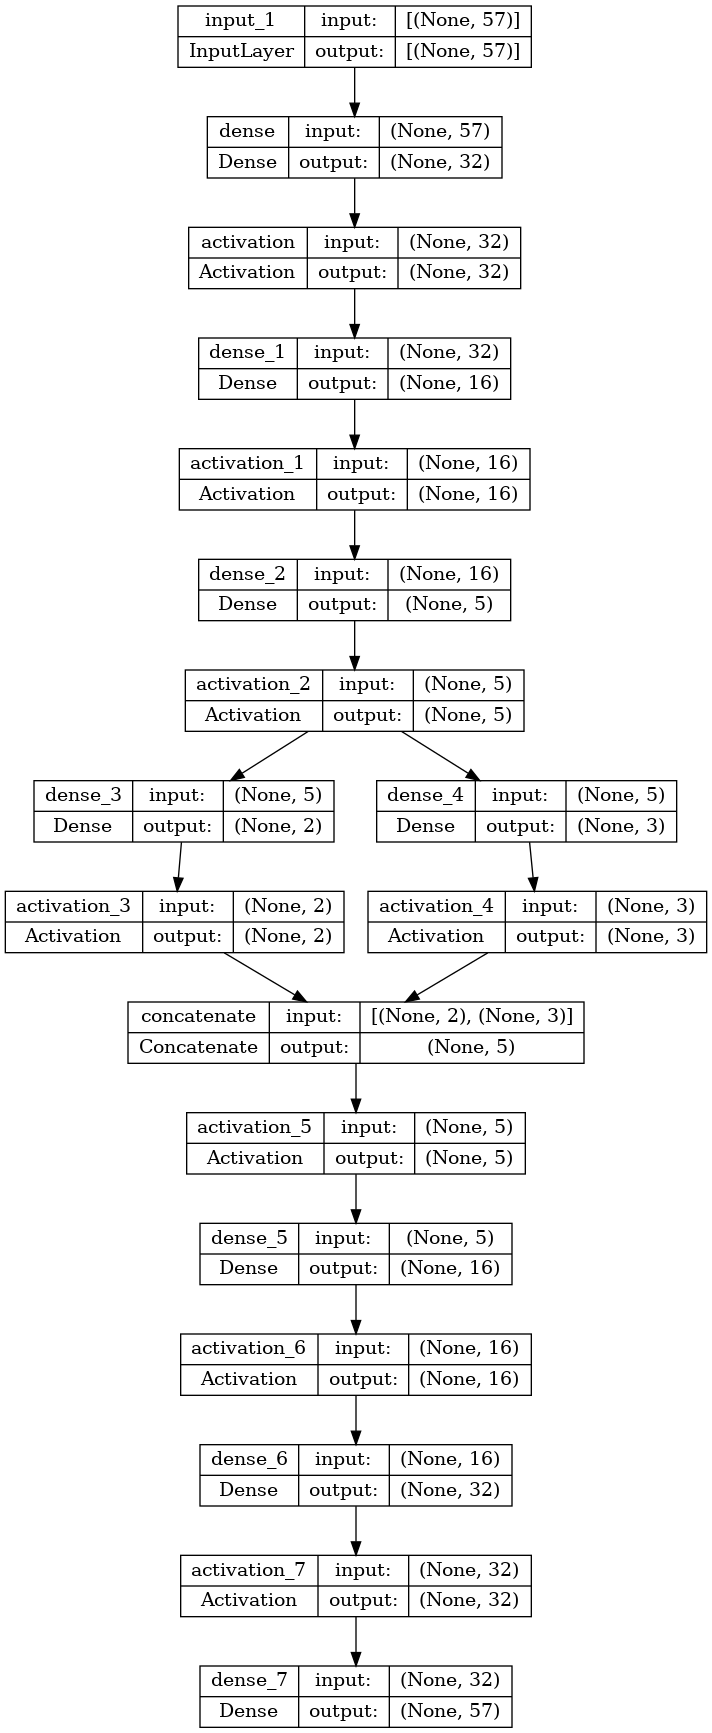 input_1 input: [(None, 57)]
InputLayer output: [(None, 57)]
dense input: (None, 57)
Dense output: (None, 32)
activation input: (None, 32)
Activation output: (None, 32)
dense_1 input: (None, 32)
Dense output: (None, 16)
activation_1 input: (None, 16)
Activation output: (None, 16)
dense_2 input: (None, 16)
Dense output: (None, 5)
activation_2 input: (None, 5)
Activation output: (None, 5)
dense_3 input: (None, 5)
Dense output: (None, 2)
dense_4 input: (None, 5)
Dense output: (None, 3)
activation_3 input: (None, 2)
Activation output: (None, 2)
activation_4 input: (None, 3)
Activation output: (None, 3)
concatenate input: [(None, 2), (None, 3)]
Concatenate output: (None, 5)
activation_5 input: (None, 5)
Activation output: (None, 5)
dense_5 input: (None, 5)
Dense output: (None, 16)
activation_6 input: (None, 16)
Activation output: (None, 16)
dense_6 input: (None, 16)
Dense output: (None, 32)
activation_7 input: (None, 32)
Activation output: (None, 32)
dense_7 input: (None, 32)
Dense output: (None, 57)